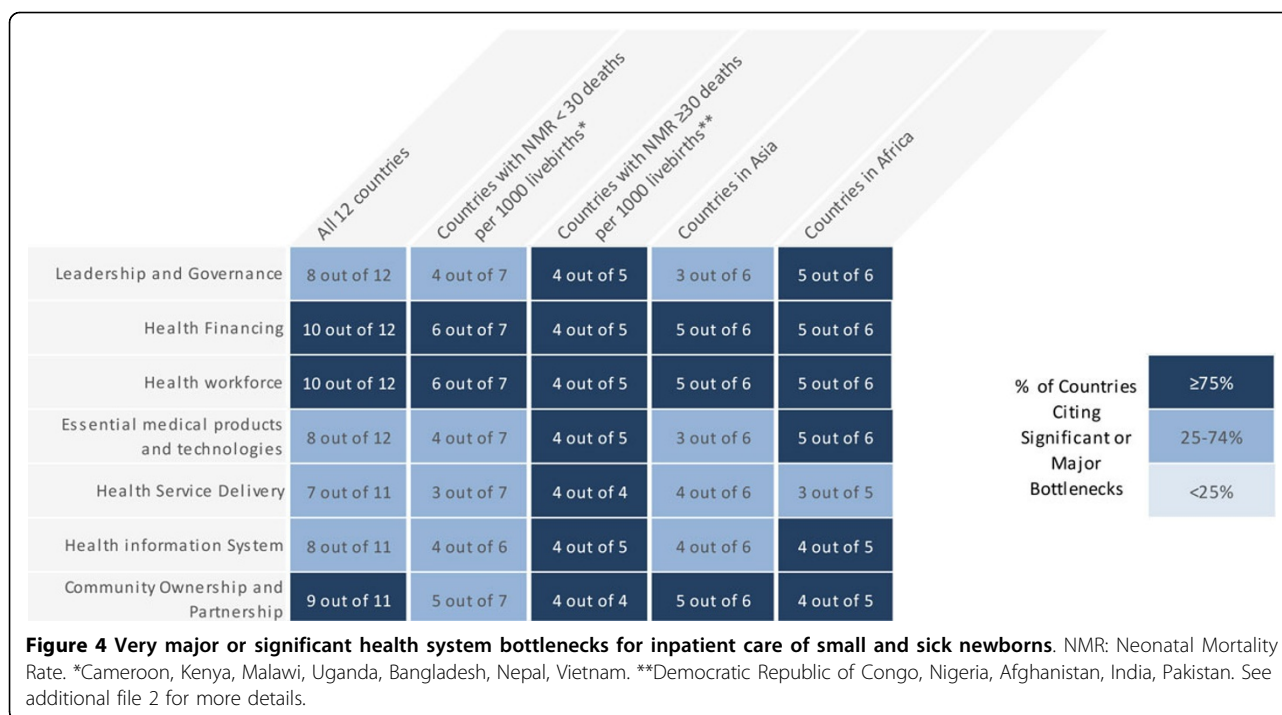 All 12 countries
Countries with NMR < 30 deaths
per 1000 livebirths*
Countries with NMR ≥30 deaths
per 1000 livebirths**
Countries in Asia
Countries in Africa
Leadership and Governance 8 out of 12 4 out of 7 4 out of 5 3 out of 6 5 out of 6
Health Financing 10 out of 12 6 out of 7 4 out of 5 5 out of 6 5 out of 6
Health workforce 10 out of 12 6 out of 7 4 out of 5 5 out of 6 5 out of 6
Essential medical products
and technologies 8 out of 12 4 out of 7 4 out of 5 3 out of 6 5 out of 6
Health Service Delivery 7 out of 11 3 out of 7 4 out of 4 4 out of 6 3 out of 5
Health information System 8 out of 11 4 out of 6 4 out of 5 4 out of 6 4 out of 5
Community Ownership and
Partnership 9 out of 11 5 out of 7 4 out of 4 5 out of 6 4 out of 5
% of Countries
Citing
Significant or
Major
Bottlenecks
≥75%
25-74%
<25%
Figure 4 Very major or significant health system bottlenecks for inpatient care of small and sick newborns. NMR: Neonatal Mortality
Rate. *Cameroon, Kenya, Malawi, Uganda, Bangladesh, Nepal, Vietnam. **Democratic Republic of Congo, Nigeria, Afghanistan, India, Pakistan. See
additional file 2 for more details.